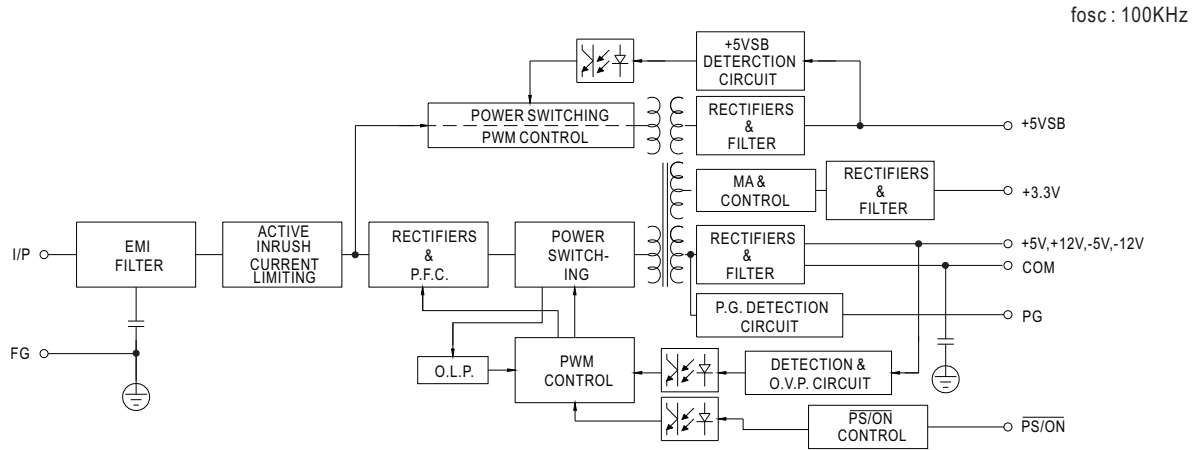 fosc : 100KHz
+5VSB
DETERCTION
CIRCUIT
POWER SWITCHING
PWM CONTROL
RECTIFIERS
&
FILTER
+5VSB
MA &
CONTROL
RECTIFIERS
&
FILTER
+3.3V
I/P
EMI
FILTER
ACTIVE
INRUSH
CURRENT
LIMITING
RECTIFIERS
&
P.F.C.
POWER
SWITCH-
ING
RECTIFIERS
&
FILTER
+5V,+12V,-5V,-12V
COM
P.G. DETECTION
CIRCUIT
PG
FG
O.L.P.
PWM
CONTROL
DETECTION &
O.V.P. CIRCUIT
PS/ON
CONTROL
PS/ON